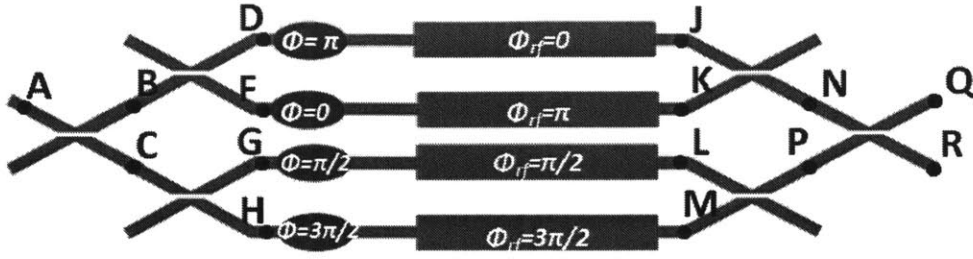 D Φ= π Φrf=0 J
A B F Φ=0 Φrf=π K N Q
C G Φ=π/2 Φrf=π/2 L P R
H Φ=3π/2 Φrf=3π/2 M